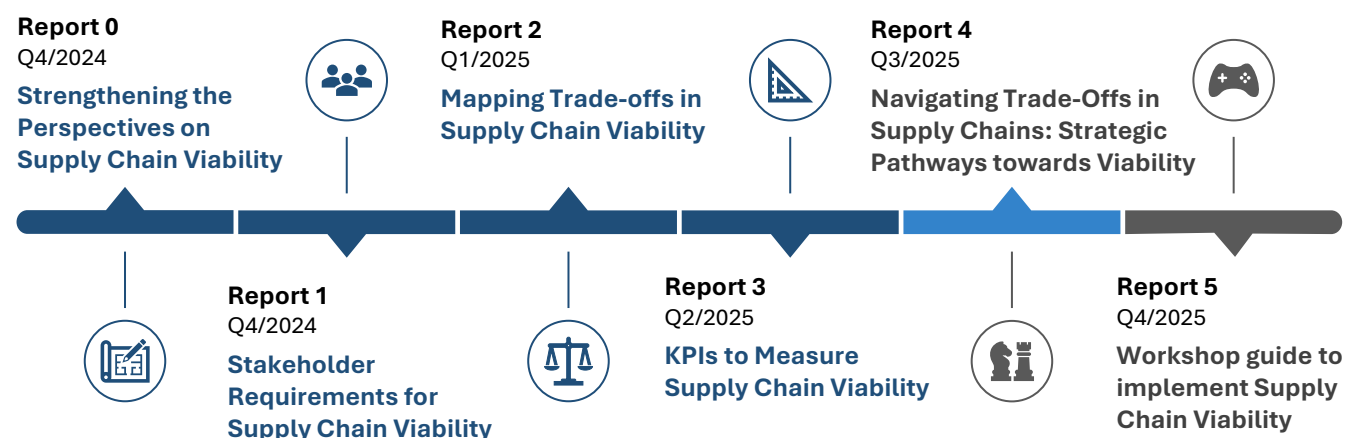 Report 0
Q4/2024
Strengthening the
Perspectives on
Supply Chain Viability
Report 1
Q4/2024
Stakeholder
Requirements for
Supply Chain Viability
Report 2
Q1/2025
Mapping Trade-offs in
Supply Chain Viability
Report 3
Q2/2025
KPIs to Measure
Supply Chain Viability
Report 4
Q3/2025
Navigating Trade-Offs in
Supply Chains: Strategic
Pathways towards Viability
Report 5
Q4/2025
Workshop guide to
implement Supply
Chain Viability